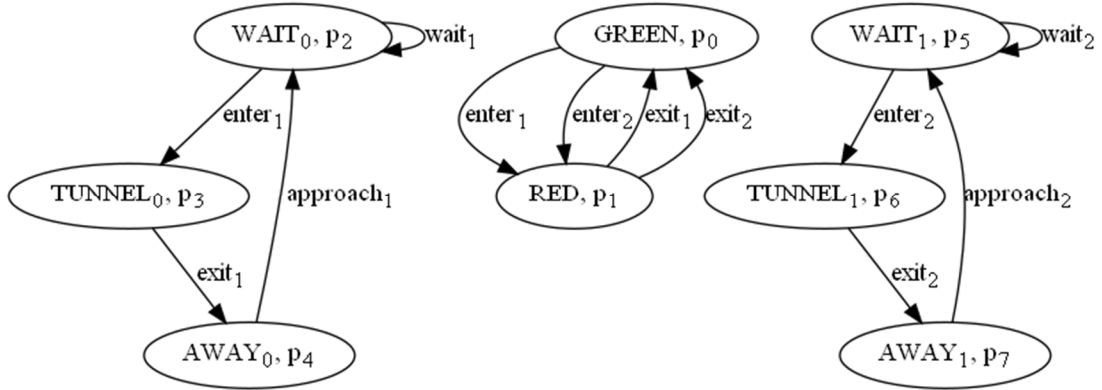 WAIT₀, p₂
wait₁
GREEN, p₀
WAIT₁, p₅
wait₂
enter₁
enter₁
enter₂
exit₁
exit₂
enter₂
TUNNEL₀, p₃
approach₁
RED, p₁
TUNNEL₁, p₆
approach₂
exit₁
exit₂
AWAY₀, p₄
AWAY₁, p₇